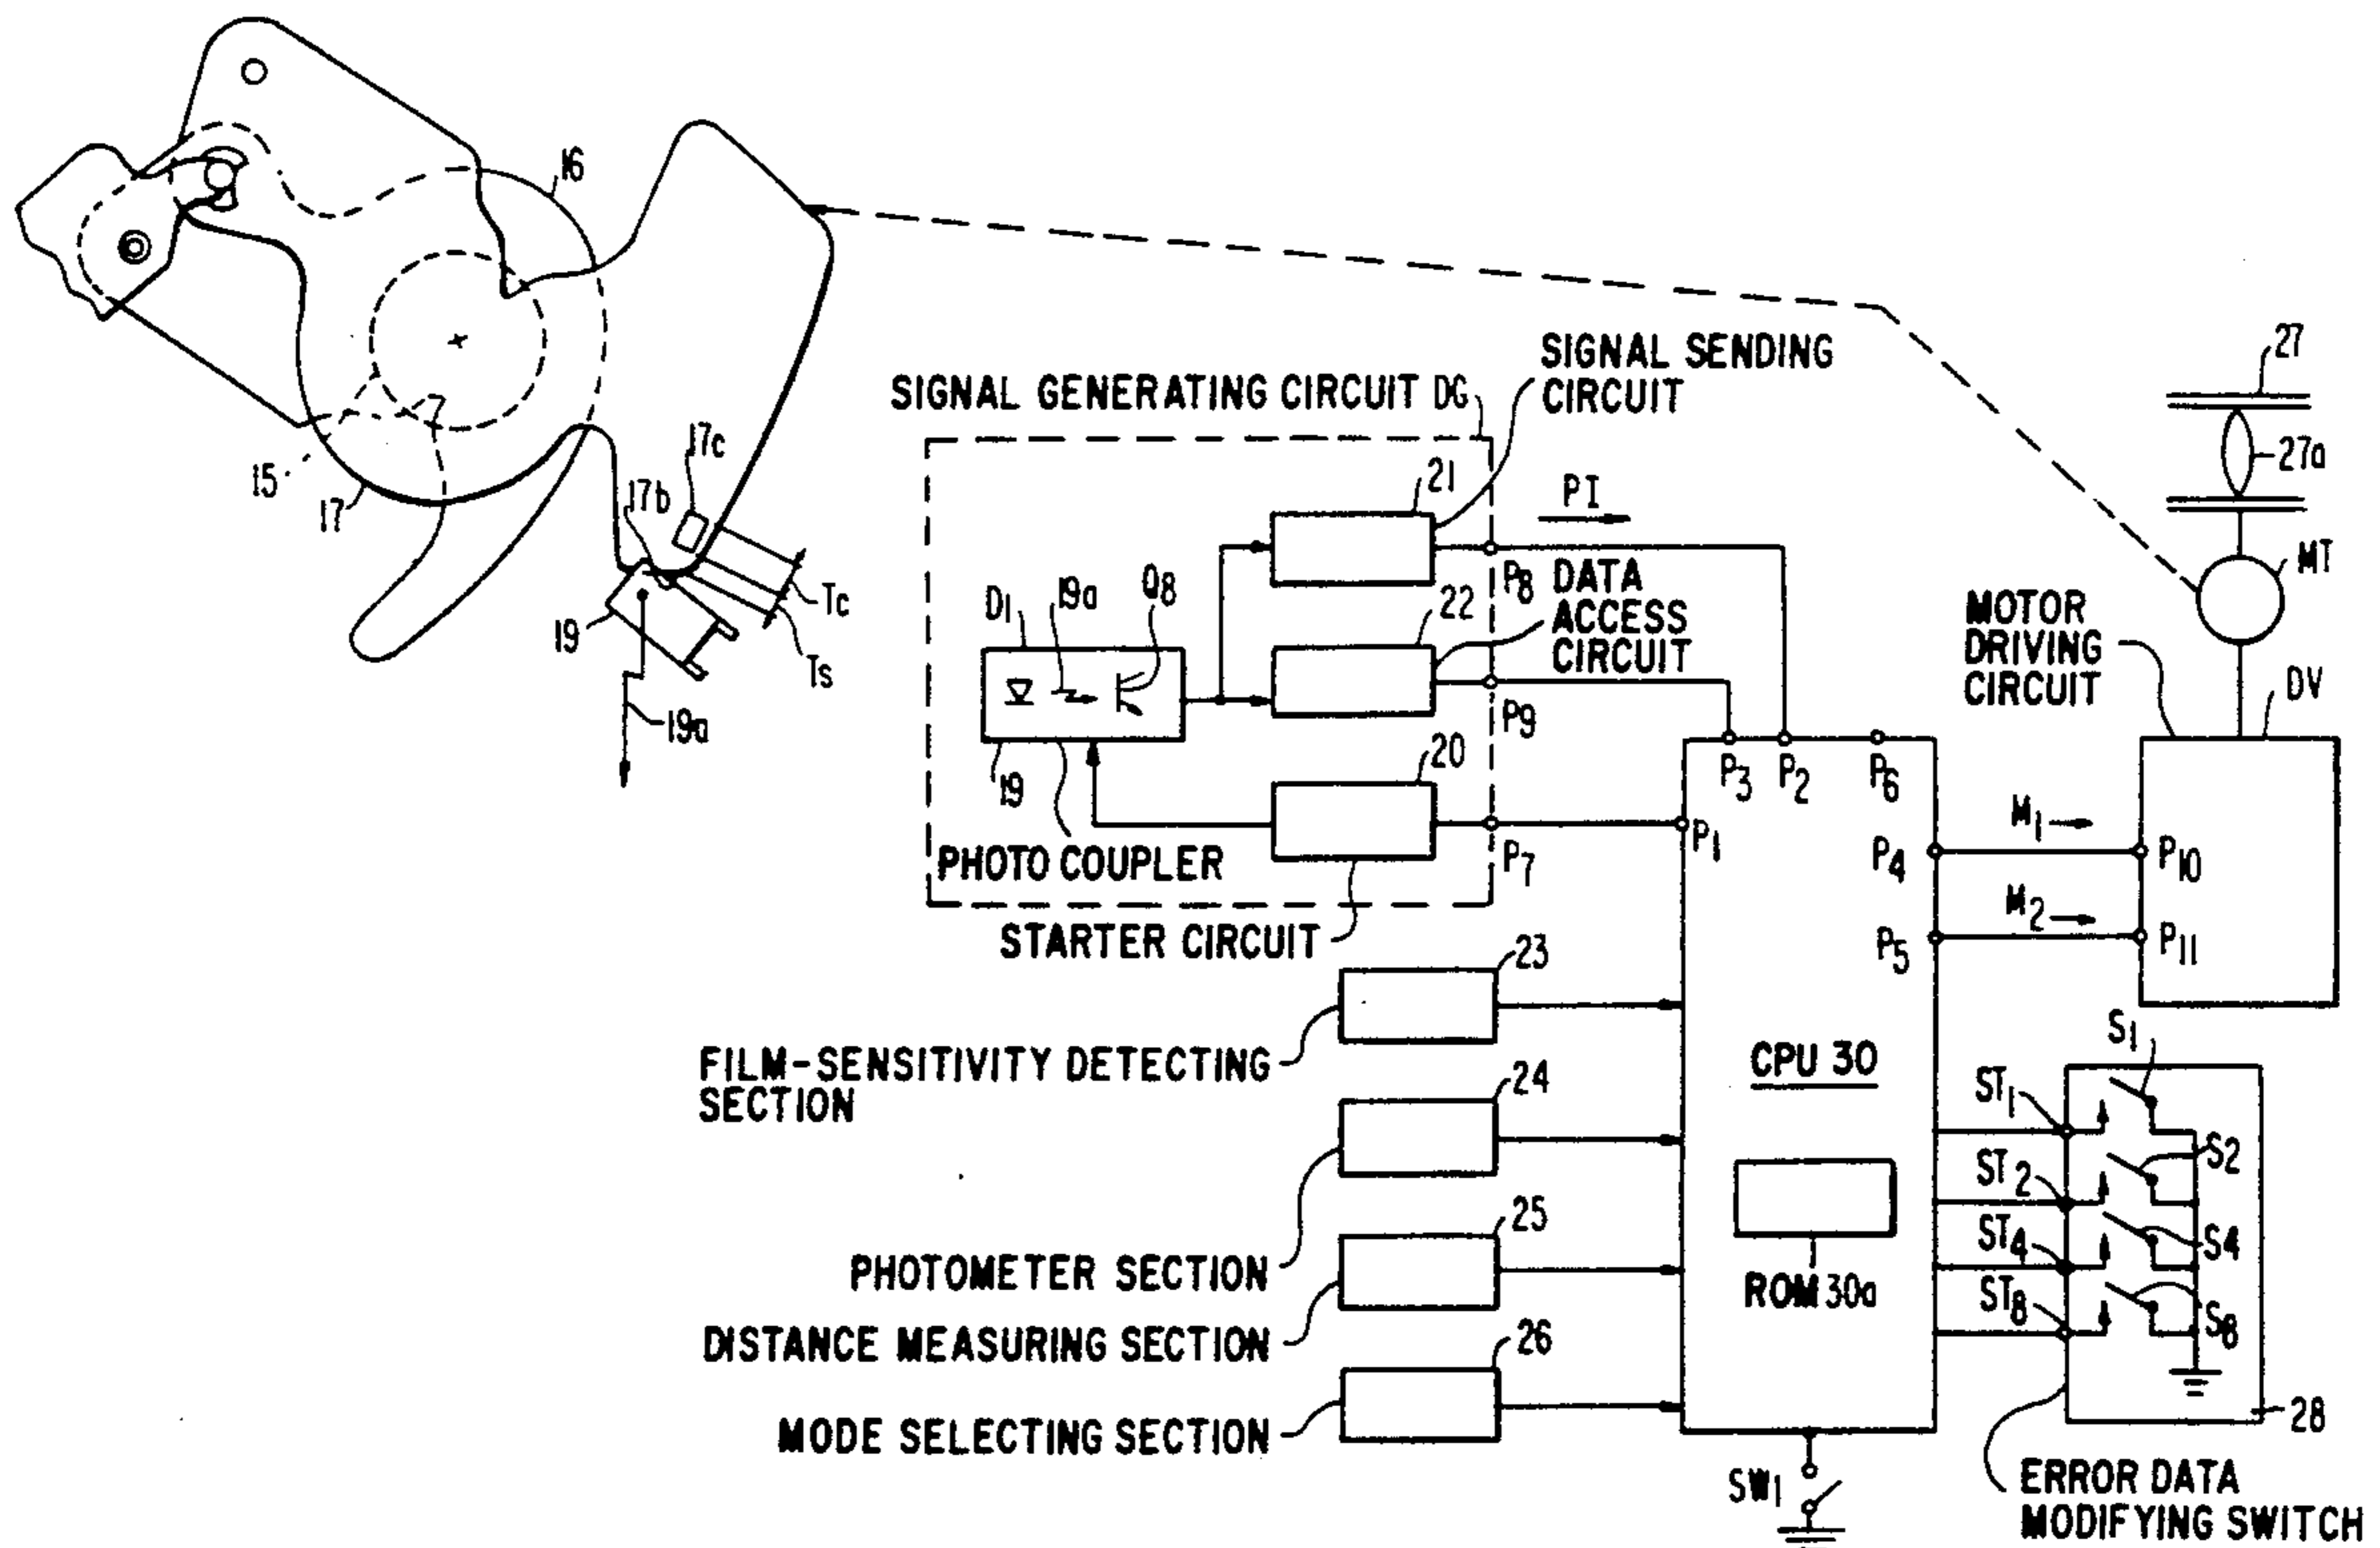 16
15
17
17b
17c
19
19a
Tc
Ts
SIGNAL GENERATING CIRCUIT DG
SIGNAL SENDING
CIRCUIT
21
PI
P8
DATA
ACCESS
CIRCUIT
22
P9
D1
19a
Q8
19
PHOTO COUPLER
20
P7
STARTER CIRCUIT
P1
P3
P2
P6
P4
P5
M1
M2
MOTOR
DRIVING
CIRCUIT
DV
P10
P11
27
27a
MT
23
FILM-SENSITIVITY DETECTING
SECTION
24
PHOTOMETER SECTION
25
DISTANCE MEASURING SECTION
26
MODE SELECTING SECTION
CPU 30
ROM 30a
SW1
ST1
ST2
ST4
ST8
S1
S2
S4
S8
28
ERROR DATA
MODIFYING SWITCH